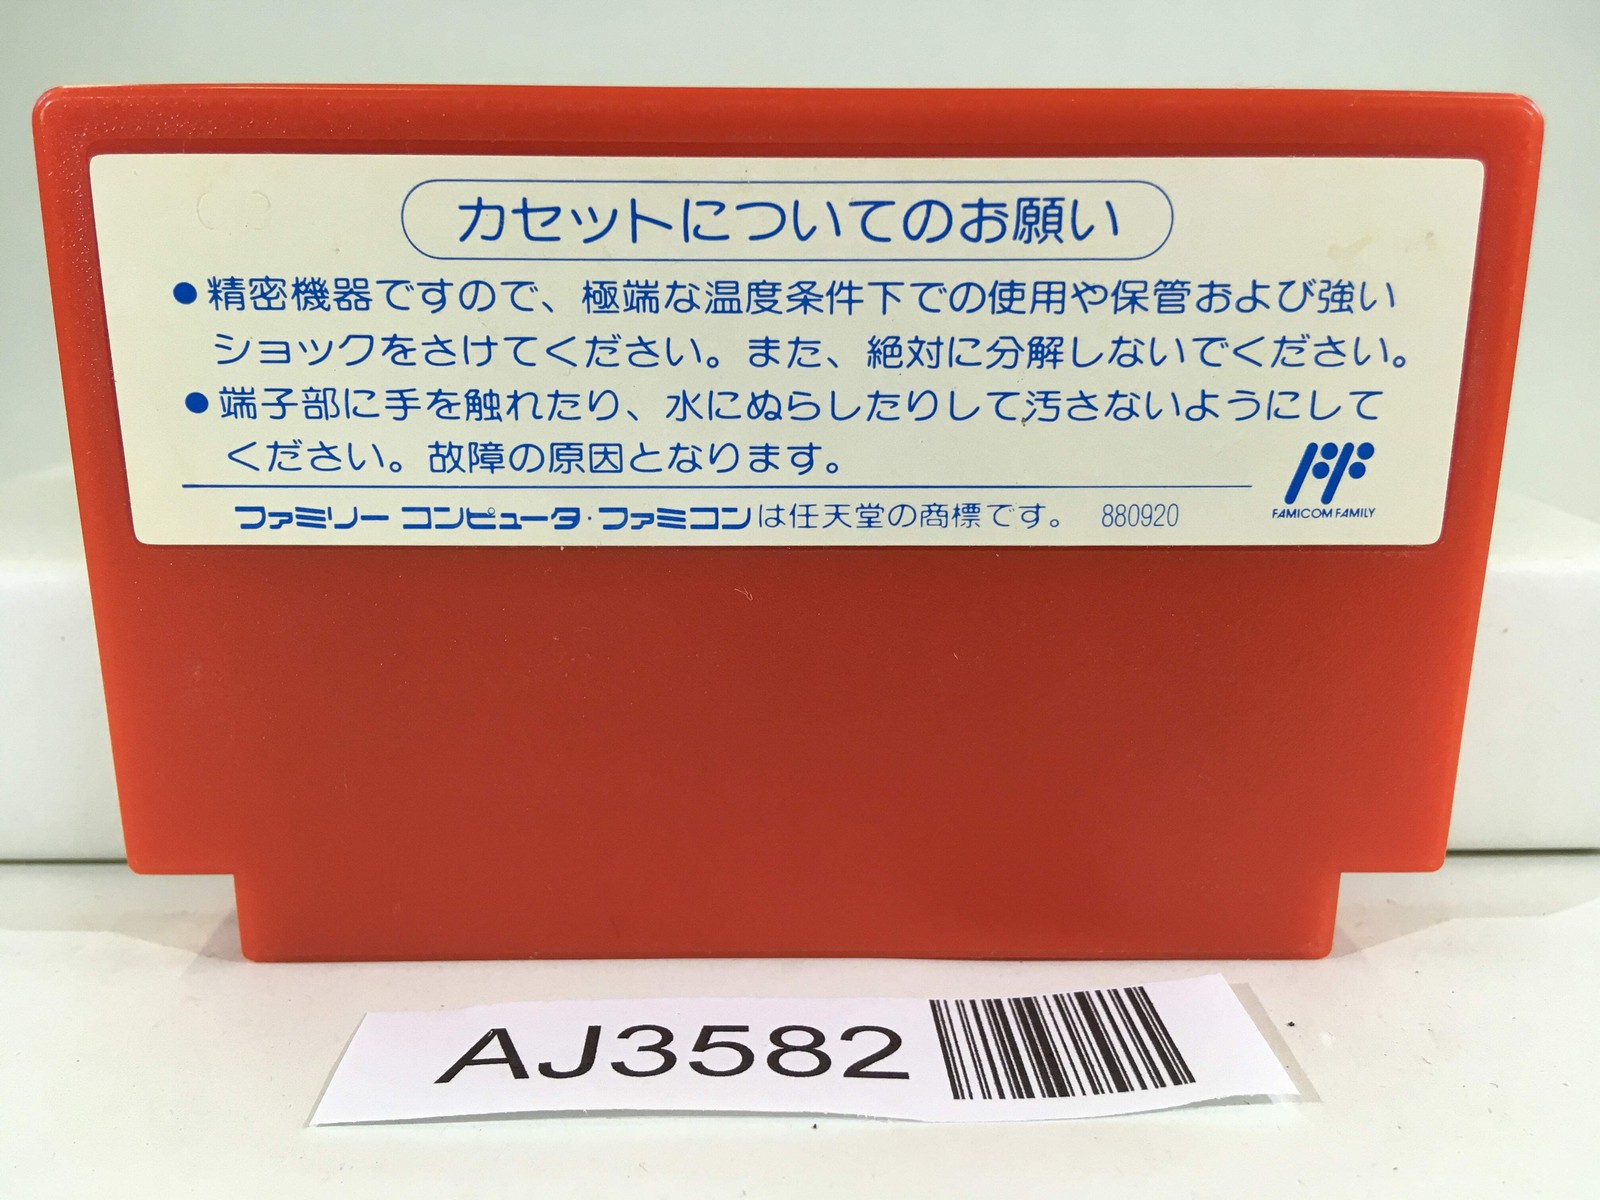 カセットについてのお願い
●精密機器ですので、極端な温度条件下での使用や保管および強い
ショックをさけてください。また、絶対に分解しないでください。
●端子部に手を触れたり、水にぬらしたりして汚さないようにして
ください。故障の原因となります。
FF
FAMICOM FAMILY
ファミリー コンピュータ・ファミコンは任天堂の商標です。 880920
AJ3582